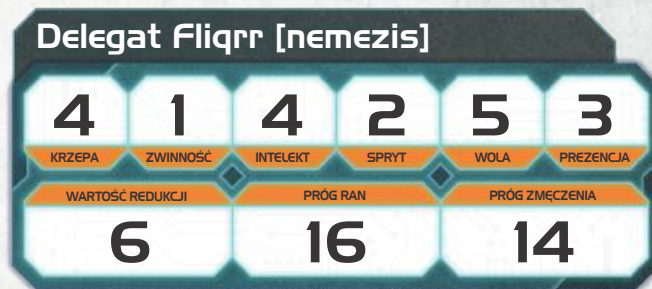 Delegat Fliqrr [nemezis]
4 1 4 2 5 3
KRZEPA ZWINNOŚĆ INTELEKT SPRYT WOLA PREZENCJA
WARTOŚĆ REDUKCJI PRÓG RAN PRÓG ZMĘCZENIA
6 16 14